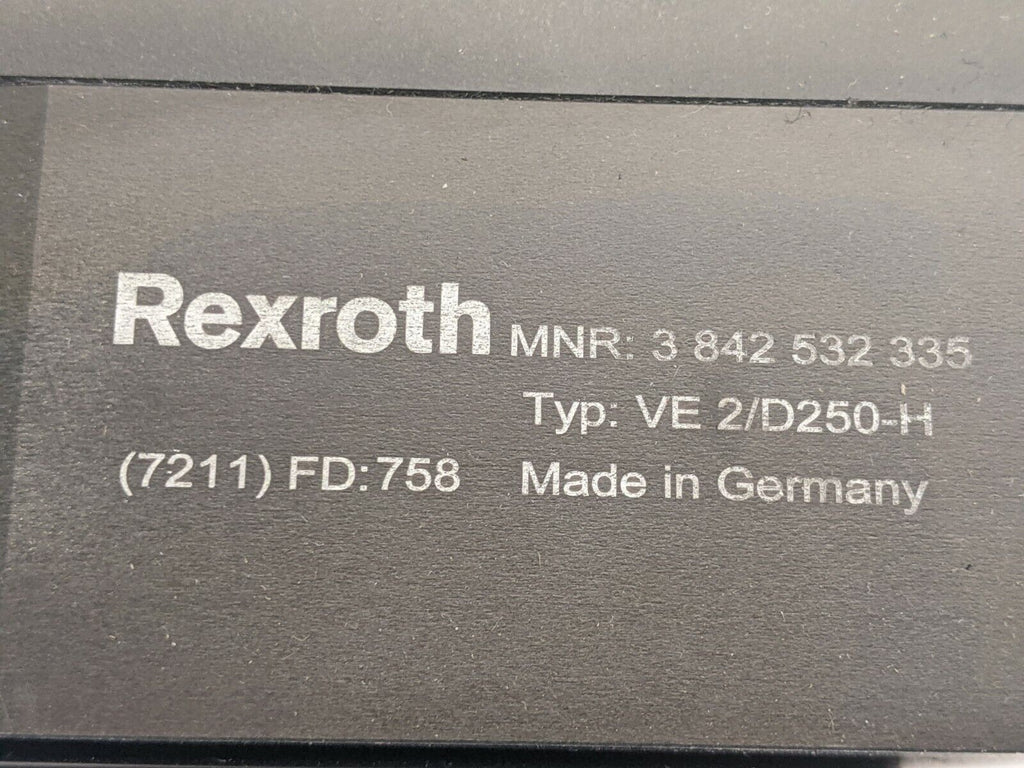 Rexroth MNR: 3 842 532 335
Typ: VE 2/D250-H
(7211) FD:758 Made in Germany